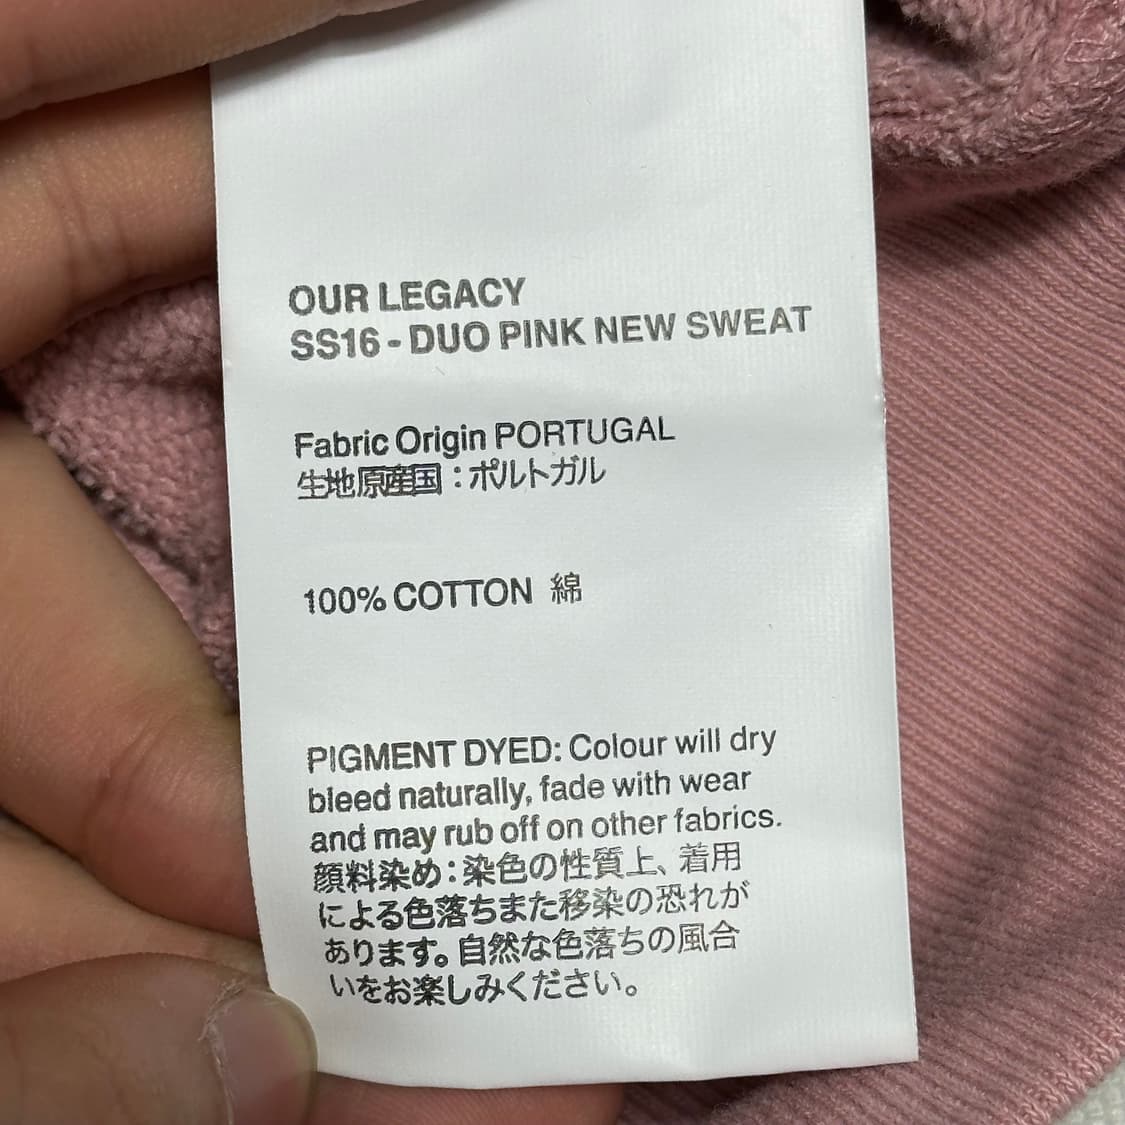 OUR LEGACY
SS16 - DUO PINK NEW SWEAT
Fabric Origin PORTUGAL
生地原産国：ポルトガル
100% COTTON 綿
PIGMENT DYED: Colour will dry
bleed naturally, fade with wear
and may rub off on other fabrics.
顔料染め：染色の性質上、着用
による色落ちまた移染の恐れが
あります。自然な色落ちの風合
いをお楽しみください。